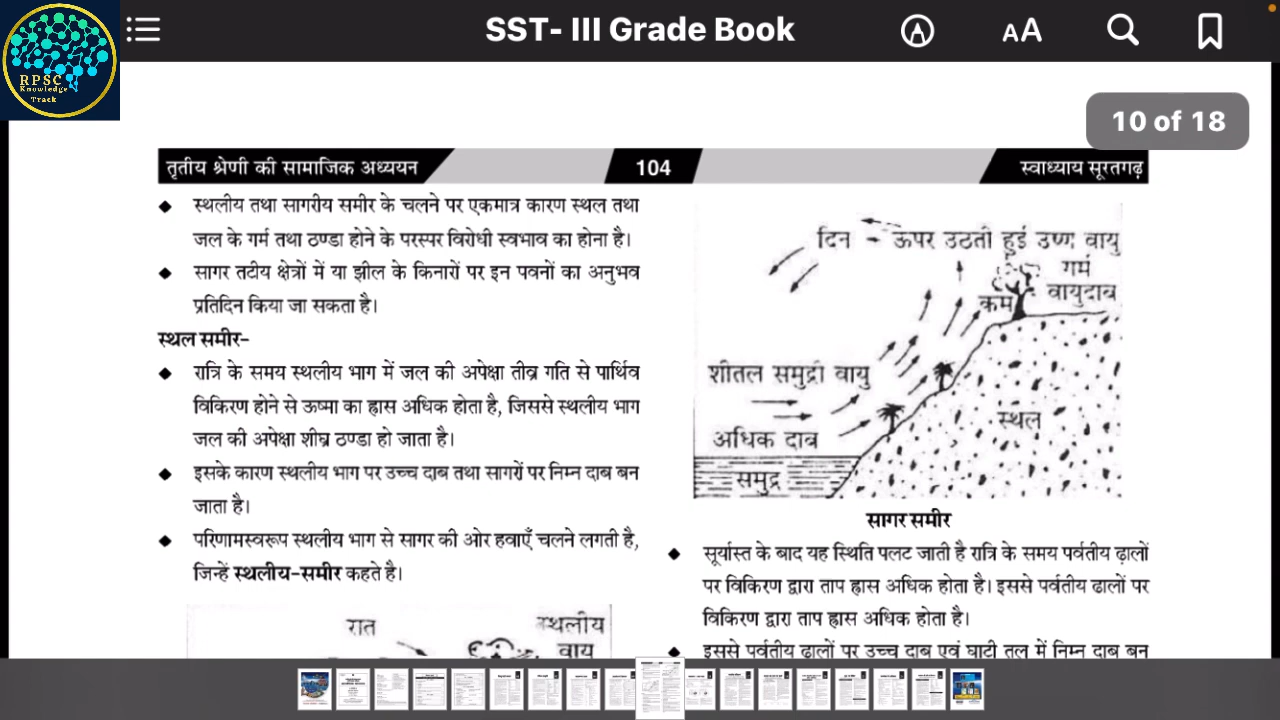 SST- III Grade Book
AA
RPSC
Knowledge
Track
10 of 18
तृतीय श्रेणी की सामाजिक अध्ययन
104
स्वाध्याय सूरतगढ़
स्थलीय तथा सागरीय समीर के चलने पर एकमात्र कारण स्थल तथा
जल के गर्म तथा ठण्डा होने के परस्पर विरोधी स्वभाव का होना है।
सागर तटीय क्षेत्रों में या झील के किनारों पर इन पवनों का अनुभव
प्रतिदिन किया जा सकता है।
स्थल समीर-
रात्रि के समय स्थलीय भाग में जल की अपेक्षा तीव्र गति से पार्थिव
विकिरण होने से ऊष्मा का ह्रास अधिक होता है, जिससे स्थलीय भाग
जल की अपेक्षा शीघ्र ठण्डा हो जाता है।
इसके कारण स्थलीय भाग पर उच्च दाब तथा सागरों पर निम्न दाब बन
जाता है।
परिणामस्वरूप स्थलीय भाग से सागर की ओर हवाएँ चलने लगती है,
जिन्हें स्थलीय-समीर कहते है।
रात
स्थलीय
वायु
दिन - ऊपर उठती हुई उष्ण वायु
गर्म
कम वायुदाब
शीतल समुद्री वायु
स्थल
अधिक दाब
समुद्र
सागर समीर
सूर्यास्त के बाद यह स्थिति पलट जाती है रात्रि के समय पर्वतीय ढ़ालों
पर विकिरण द्वारा ताप ह्रास अधिक होता है। इससे पर्वतीय ढालों पर
विकिरण द्वारा ताप ह्रास अधिक होता है।
इससे पर्वतीय ढालों पर उच्च दाब एवं घाटी तल में निम्न दाब बन